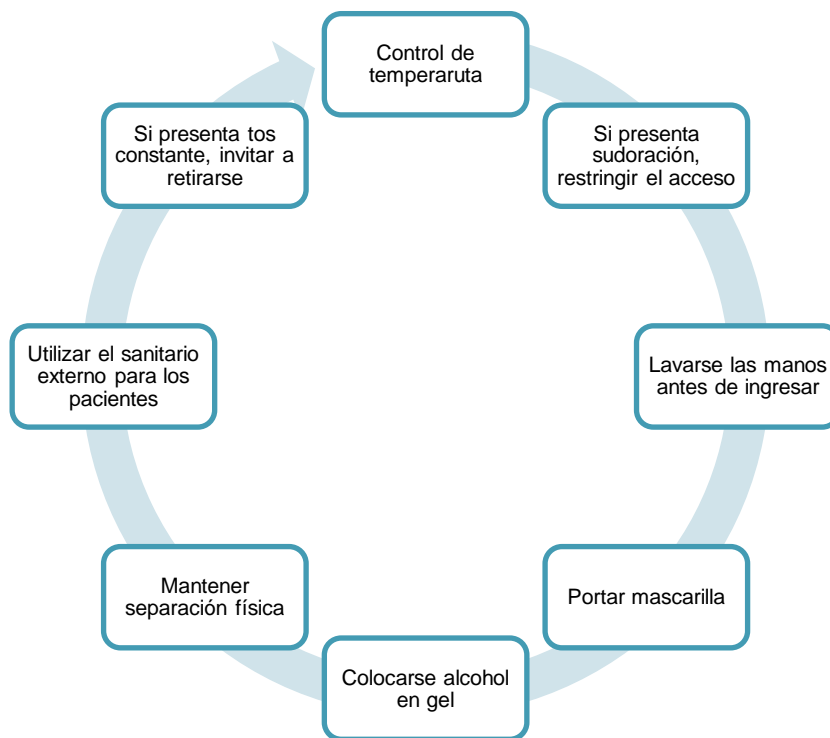 Control de
temperaruta
Si presenta
sudoración,
restringir el acceso
Lavarse las manos
antes de ingresar
Portar mascarilla
Colocarse alcohol
en gel
Mantener
separación física
Utilizar el sanitario
externo para los
pacientes
Si presenta tos
constante, invitar a
retirarse